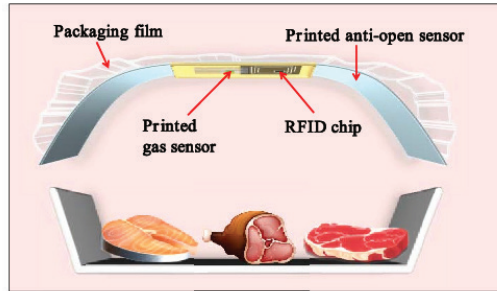 Packaging film
Printed anti-open sensor
Printed
gas sensor
RFID chip